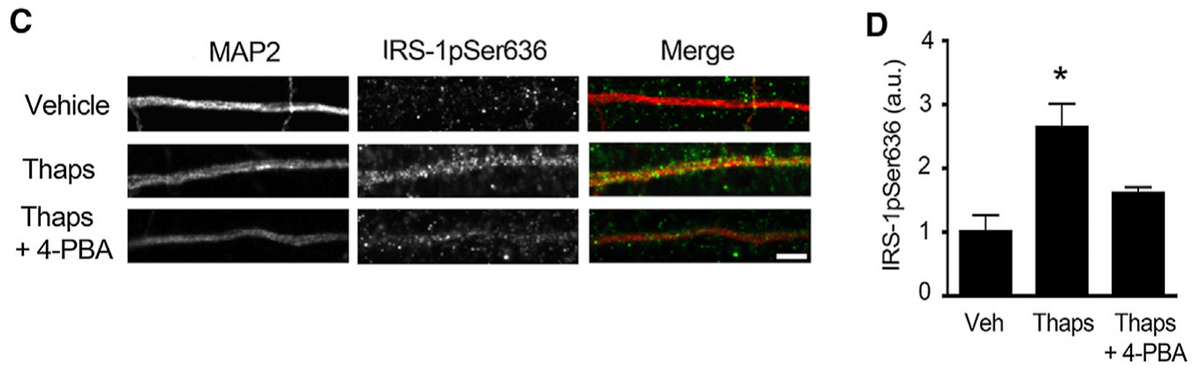 C
MAP2 IRS-1pSer636 Merge
Vehicle
Thaps
Thaps
+ 4-PBA
D
IRS-1pSer636 (a.u.)
4
3
2
1
0
*
Veh Thaps Thaps
+ 4-PBA